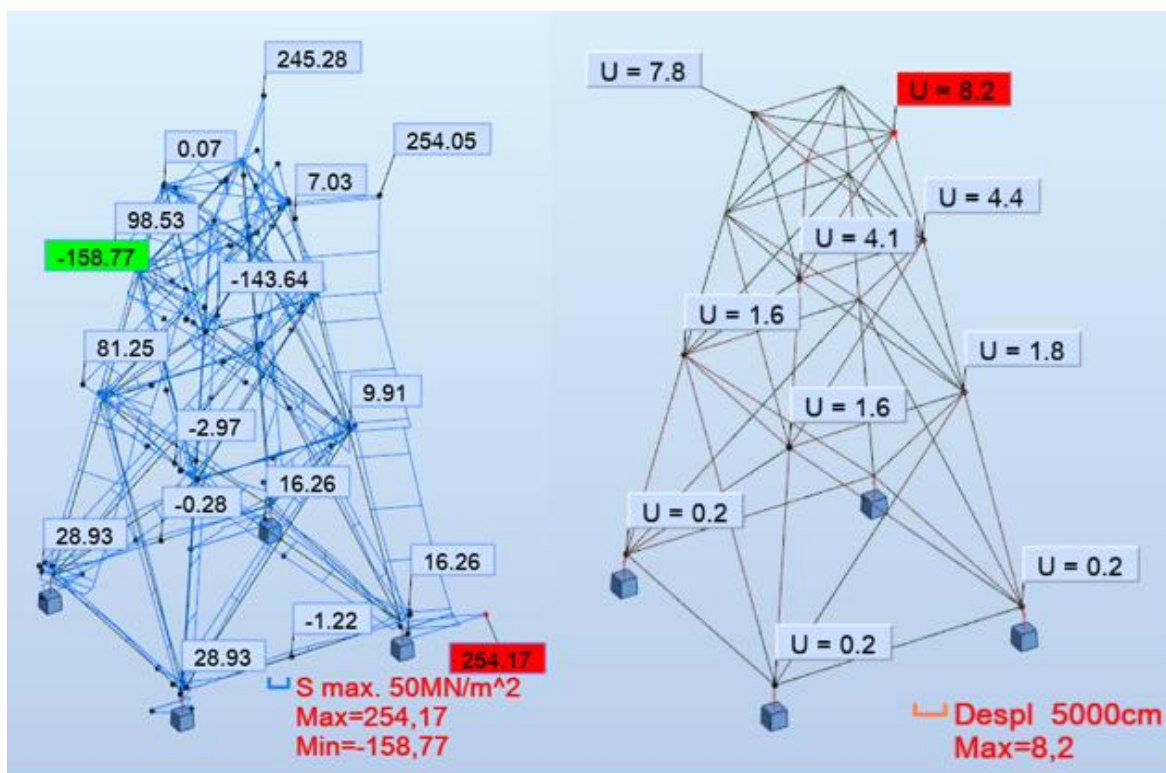 245.28
254.05
0.07
7.03
98.53
-158.77
-143.64
81.25
9.91
-2.97
16.26
-0.28
28.93
16.26
-1.22
28.93
254.17
S max. 50MN/m^2
Max=254,17
Min=-158,77
U = 7.8
U = 8.2
U = 4.4
U = 4.1
U = 1.6
U = 1.8
U = 1.6
U = 0.2
U = 0.2
U = 0.2
Despl 5000cm
Max=8,2